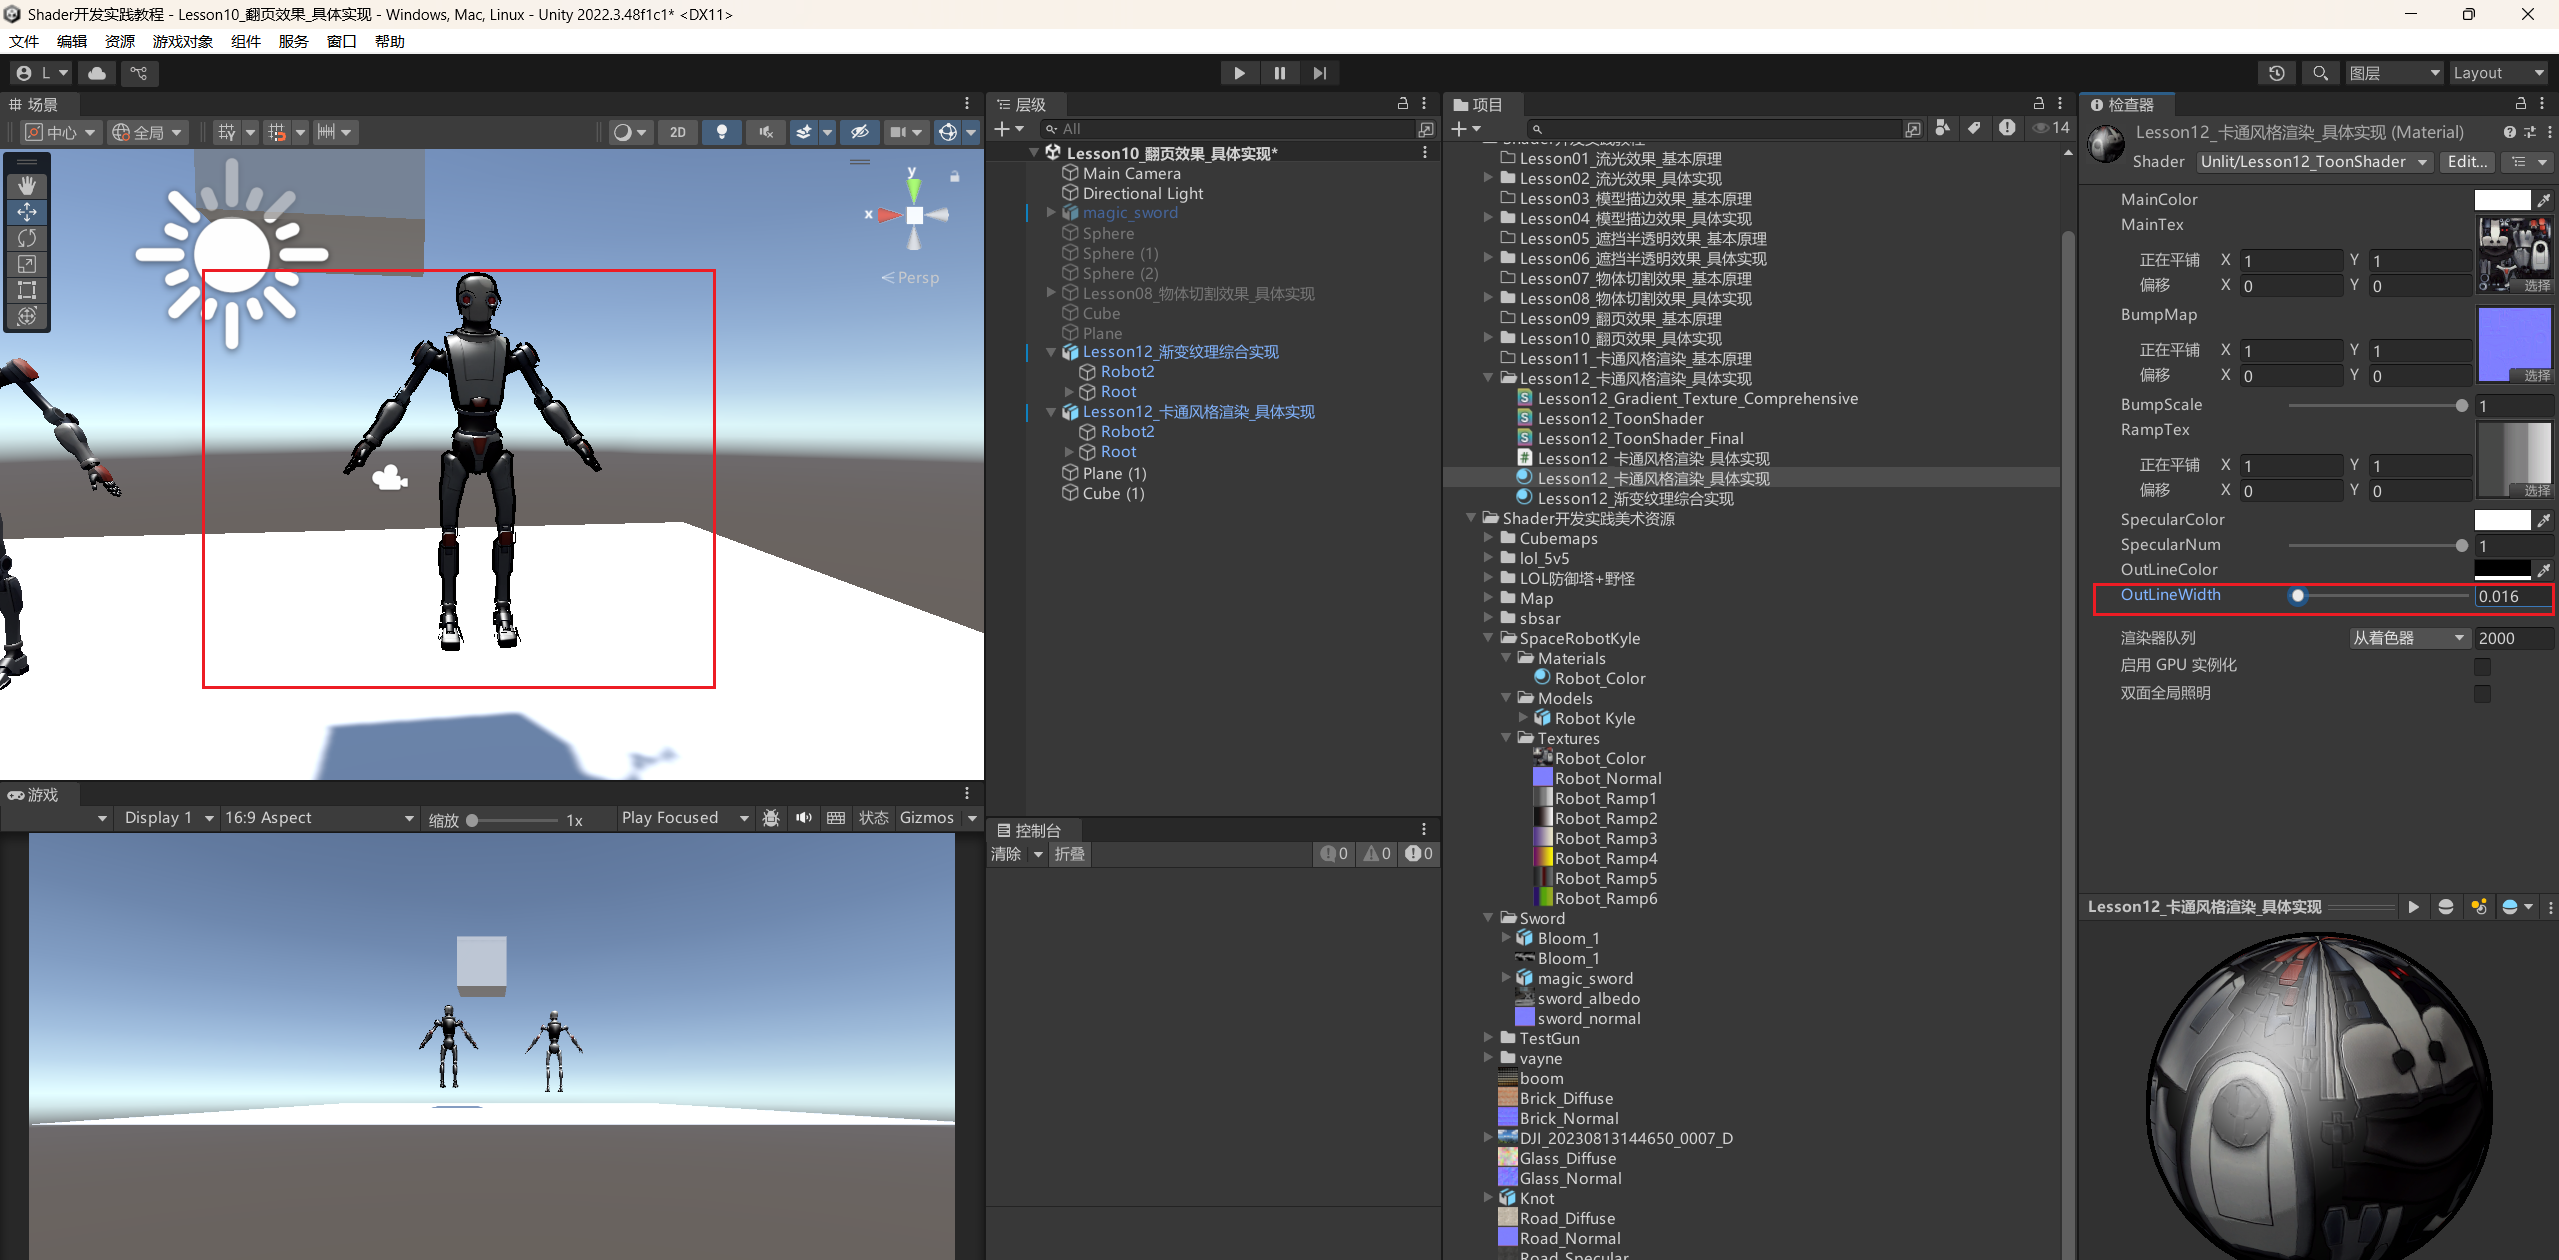 Shader开发实践教程 - Lesson10_翻页效果_具体实现 - Windows, Mac, Linux - Unity 2022.3.48f1c1* <DX11>
文件 编辑 资源 游戏对象 组件 服务 窗口 帮助
L
图层
Layout
场景
中心
全局
2D
y
x
Persp
游戏
Display 1
16:9 Aspect
缩放
1x
Play Focused
状态
Gizmos
层级
All
Lesson10_翻页效果_具体实现*
Main Camera
Directional Light
magic_sword
Sphere
Sphere (1)
Sphere (2)
Lesson08_物体切割效果_具体实现
Cube
Plane
Lesson12_渐变纹理综合实现
Robot2
Root
Lesson12_卡通风格渲染_具体实现
Robot2
Root
Plane (1)
Cube (1)
控制台
清除
折叠
0
0
0
项目
14
Shader开发实践教程
Lesson01_流光效果_基本原理
Lesson02_流光效果_具体实现
Lesson03_模型描边效果_基本原理
Lesson04_模型描边效果_具体实现
Lesson05_遮挡半透明效果_基本原理
Lesson06_遮挡半透明效果_具体实现
Lesson07_物体切割效果_基本原理
Lesson08_物体切割效果_具体实现
Lesson09_翻页效果_基本原理
Lesson10_翻页效果_具体实现
Lesson11_卡通风格渲染_基本原理
Lesson12_卡通风格渲染_具体实现
Lesson12_Gradient_Texture_Comprehensive
Lesson12_ToonShader
Lesson12_ToonShader_Final
Lesson12_卡通风格渲染_具体实现
Lesson12_卡通风格渲染_具体实现
Lesson12_渐变纹理综合实现
Shader开发实践美术资源
Cubemaps
lol_5v5
LOL防御塔+野怪
Map
sbsar
SpaceRobotKyle
Materials
Robot_Color
Models
Robot Kyle
Textures
Robot_Color
Robot_Normal
Robot_Ramp1
Robot_Ramp2
Robot_Ramp3
Robot_Ramp4
Robot_Ramp5
Robot_Ramp6
Sword
Bloom_1
Bloom_1
magic_sword
sword_albedo
sword_normal
TestGun
vayne
boom
Brick_Diffuse
Brick_Normal
DJI_20230813144650_0007_D
Glass_Diffuse
Glass_Normal
Knot
Road_Diffuse
Road_Normal
Road_Specular
检查器
Lesson12_卡通风格渲染_具体实现 (Material)
Shader Unlit/Lesson12_ToonShader Edit...
MainColor
MainTex
正在平铺 X 1 Y 1
偏移 X 0 Y 0 选择
BumpMap
正在平铺 X 1 Y 1
偏移 X 0 Y 0 选择
BumpScale 1
RampTex
正在平铺 X 1 Y 1
偏移 X 0 Y 0 选择
SpecularColor
SpecularNum 1
OutLineColor
OutLineWidth 0.016
渲染器队列 从着色器 2000
启用 GPU 实例化
双面全局照明
Lesson12_卡通风格渲染_具体实现